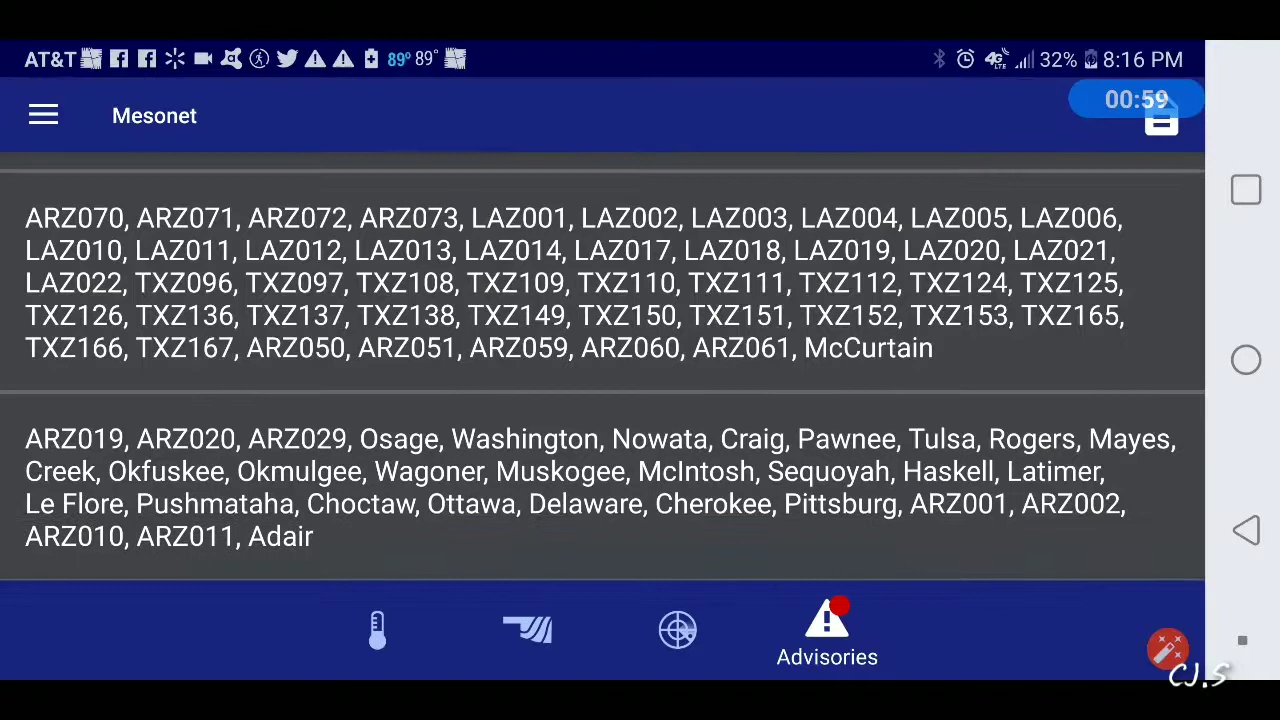 AT&T 89° 89° 32% 8:16 PM
Mesonet
00:59
ARZ070, ARZ071, ARZ072, ARZ073, LAZ001, LAZ002, LAZ003, LAZ004, LAZ005, LAZ006,
LAZ010, LAZ011, LAZ012, LAZ013, LAZ014, LAZ017, LAZ018, LAZ019, LAZ020, LAZ021,
LAZ022, TXZ096, TXZ097, TXZ108, TXZ109, TXZ110, TXZ111, TXZ112, TXZ124, TXZ125,
TXZ126, TXZ136, TXZ137, TXZ138, TXZ149, TXZ150, TXZ151, TXZ152, TXZ153, TXZ165,
TXZ166, TXZ167, ARZ050, ARZ051, ARZ059, ARZ060, ARZ061, McCurtain
ARZ019, ARZ020, ARZ029, Osage, Washington, Nowata, Craig, Pawnee, Tulsa, Rogers, Mayes,
Creek, Okfuskee, Okmulgee, Wagoner, Muskogee, McIntosh, Sequoyah, Haskell, Latimer,
Le Flore, Pushmataha, Choctaw, Ottawa, Delaware, Cherokee, Pittsburg, ARZ001, ARZ002,
ARZ010, ARZ011, Adair
Advisories
CJ.S